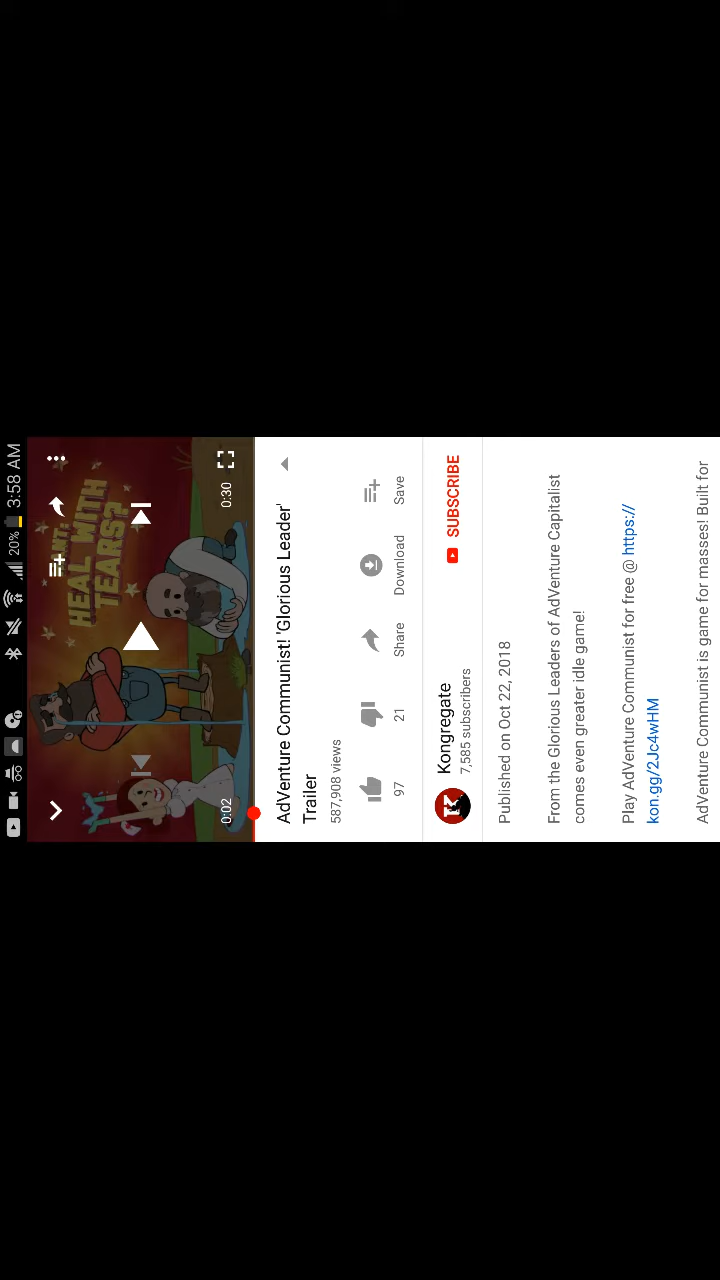 20% 3:58 AM
NT:
HEAL WITH
TEARS?
0:02
0:30
AdVenture Communist! 'Glorious Leader'
Trailer
587,908 views
97
21
Share
Download
Save
Kongregate
7,585 subscribers
SUBSCRIBE
Published on Oct 22, 2018
From the Glorious Leaders of AdVenture Capitalist
comes even greater idle game!
Play AdVenture Communist for free @ https://
kon.gg/2Jc4wHM
AdVenture Communist is game for masses! Built for